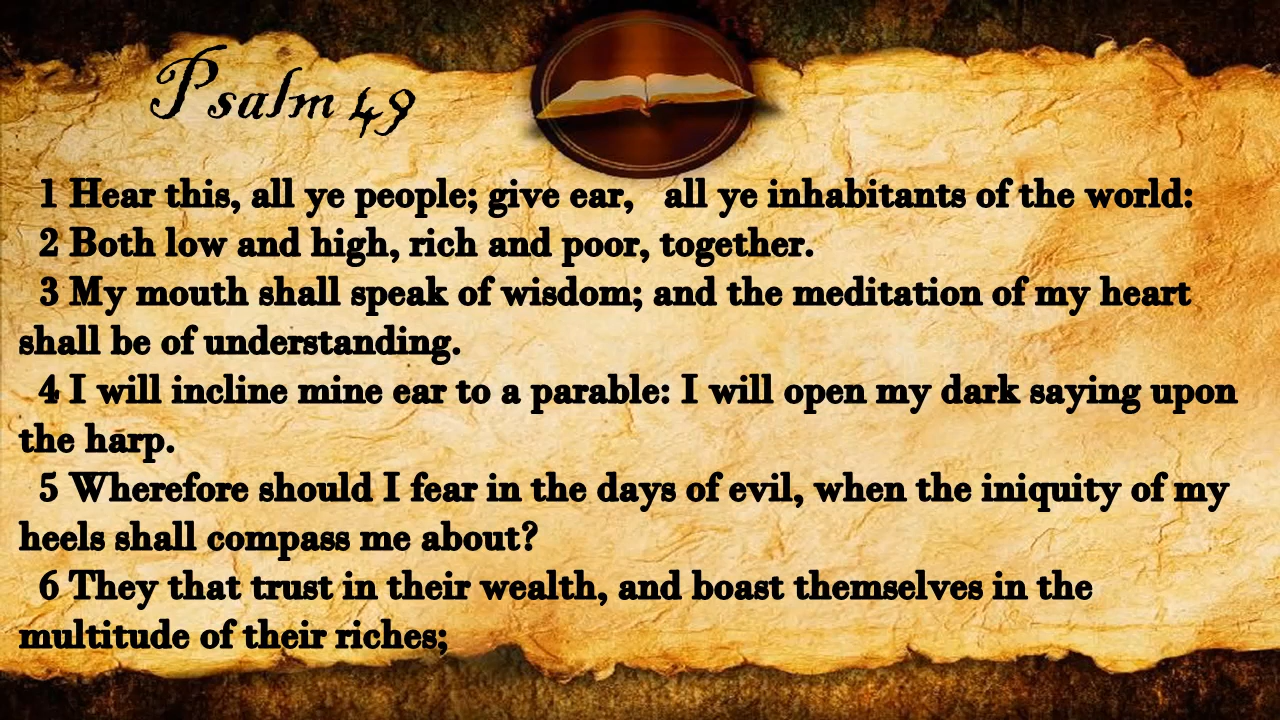 Psalm 49
1 Hear this, all ye people; give ear, all ye inhabitants of the world:
2 Both low and high, rich and poor, together.
3 My mouth shall speak of wisdom; and the meditation of my heart
shall be of understanding.
4 I will incline mine ear to a parable: I will open my dark saying upon
the harp.
5 Wherefore should I fear in the days of evil, when the iniquity of my
heels shall compass me about?
6 They that trust in their wealth, and boast themselves in the
multitude of their riches;